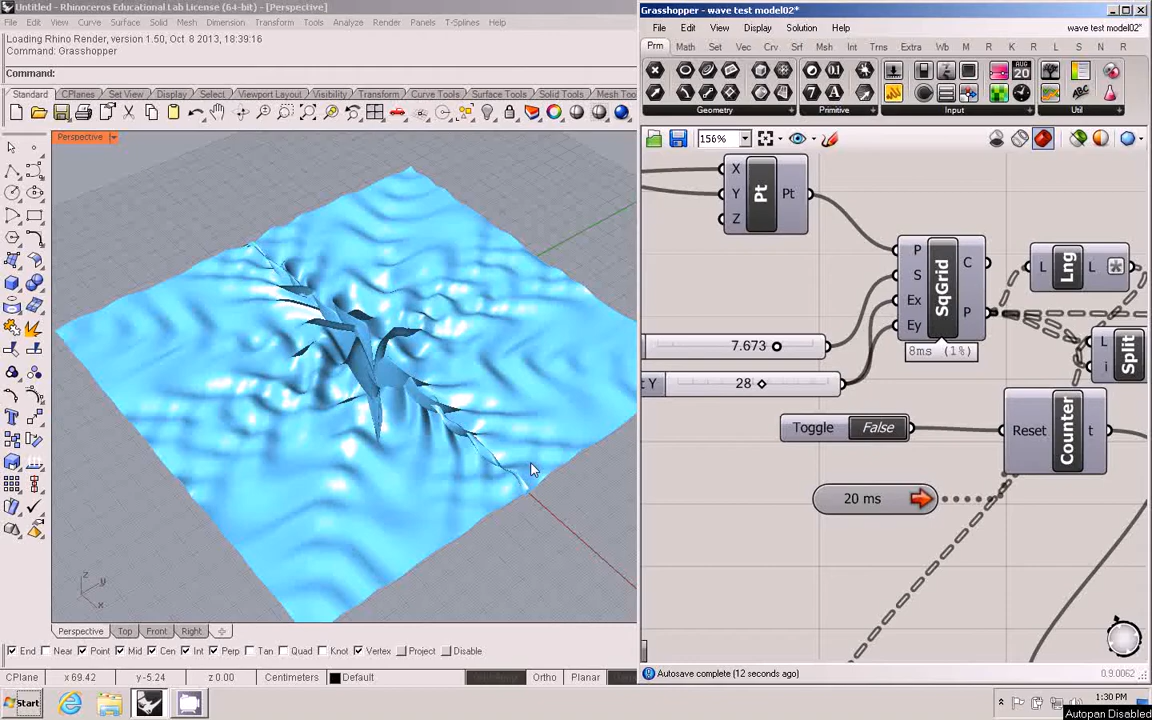 Untitled - Rhinoceros Educational Lab License (64-bit) - [Perspective]
File Edit View Curve Surface Solid Mesh Dimension Transform Tools Analyze Render Panels T-Splines Help
Loading Rhino Render, version 1.50, Oct 8 2013, 18:39:16
Command: Grasshopper
Command:
Standard CPlanes Set View Display Select Viewport Layout Visibility Transform Curve Tools Surface Tools Solid Tools Mesh Too
Perspective
z y x
Perspective Top Front Right
End Near Point Mid Cen Int Perp Tan Quad Knot Vertex Project Disable
CPlane x 69.42 y -5.24 z 0.00 Centimeters Default Ortho Planar
Grasshopper - wave test model02*
File Edit View Display Solution Help wave test model02*
Prm Math Set Vec Crv Srf Msh Int Trns Extra K M R K L M S N R
Geometry Primitive Input Util
AUG
20
156%
X
Y Pt Pt
Z
P
S SqGrid C
Ex P
Ey
8ms (1%)
L Lng L
L Split
i
7.673
t Y 28
Toggle False
Reset Counter t
20 ms
Autosave complete (12 seconds ago) 0.9.0062
Start
1:30 PM
Autopan Disabled